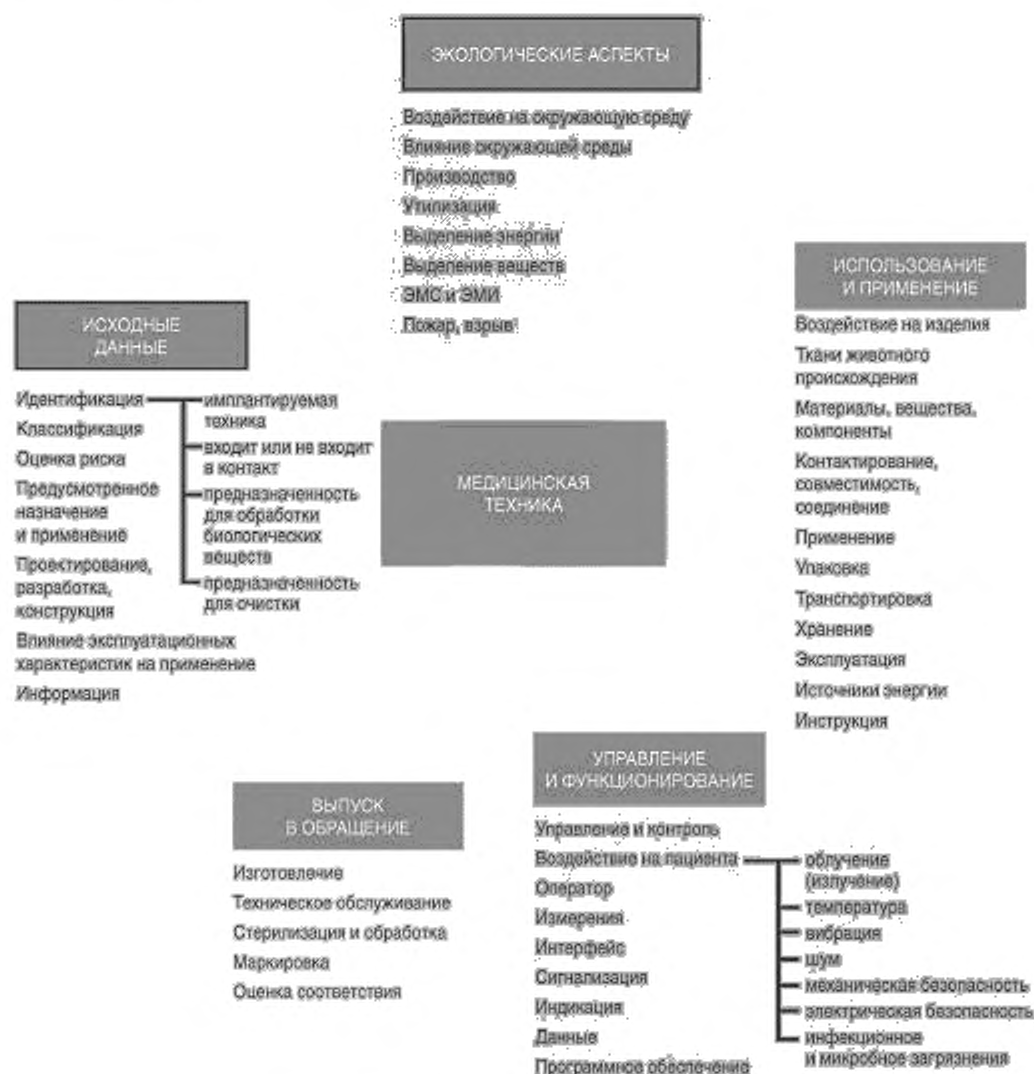 ЭКОЛОГИЧЕСКИЕ АСПЕКТЫ
Воздействие на окружающую среду
Влияние окружающей среды
Производство
Утилизация
Выделение энергии
Выделение веществ
ЭМС и ЭМИ
Пожар, взрыв
ИСХОДНЫЕ
ДАННЫЕ
Идентификация
Классификация
Оценка риска
Предусмотренное
назначение
и применение
Проектирование,
разработка,
конструкция
Влияние эксплуатационных
характеристик на применение
Информация
имплантируемая
техника
входит или не входит
в контакт
предназначенность
для обработки
биологических
веществ
предназначенность
для очистки
МЕДИЦИНСКАЯ
ТЕХНИКА
ИСПОЛЬЗОВАНИЕ
И ПРИМЕНЕНИЕ
Воздействие на изделия
Ткани животного
происхождения
Материалы, вещества,
компоненты
Контактирование,
совместимость,
соединение
Применение
Упаковка
Транспортировка
Хранение
Эксплуатация
Источники энергии
Инструкция
ВЫПУСК
В ОБРАЩЕНИЕ
Изготовление
Техническое обслуживание
Стерилизация и обработка
Маркировка
Оценка соответствия
УПРАВЛЕНИЕ
И ФУНКЦИОНИРОВАНИЕ
Управление и контроль
Воздействие на пациента
Оператор
Измерения
Интерфейс
Сигнализация
Индикация
Данные
Программное обеспечение
облучение
(излучение)
температура
вибрация
шум
механическая безопасность
электрическая безопасность
инфекционное
и микробное загрязнения